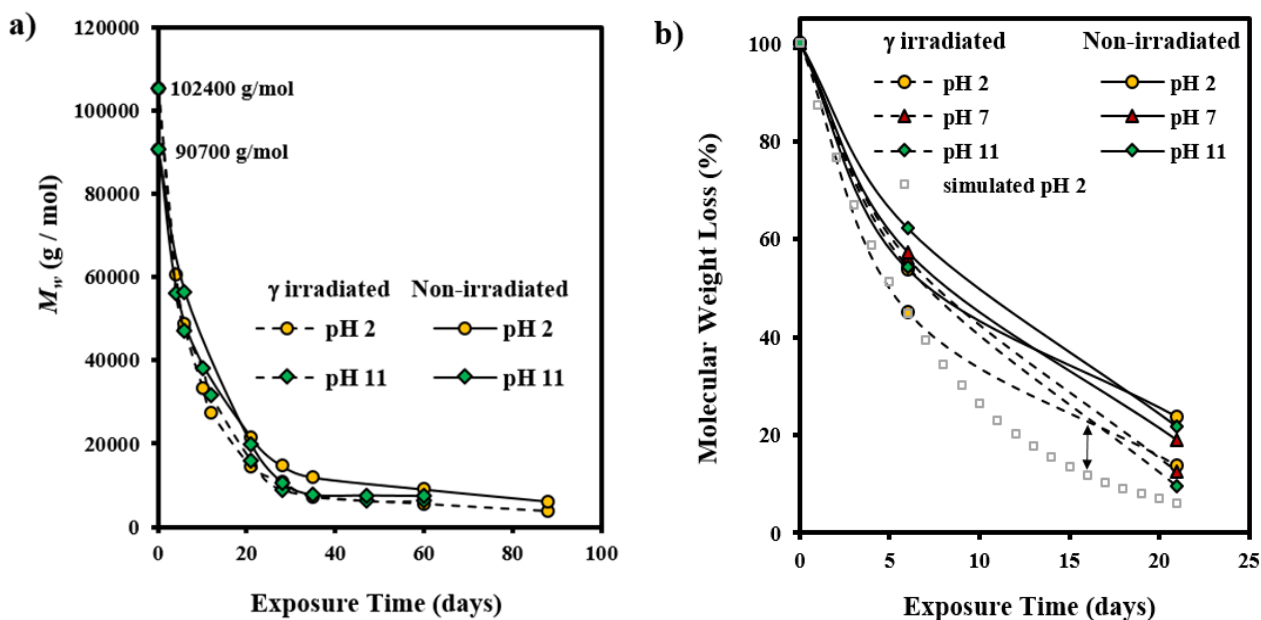 a)
120000
100000
80000
60000
40000
20000
0
M_w (g / mol)
102400 g/mol
90700 g/mol
γ irradiated Non-irradiated
pH 2 pH 2
pH 11 pH 11
0 20 40 60 80 100
Exposure Time (days)
b)
100
80
60
40
20
0
Molecular Weight Loss (%)
γ irradiated Non-irradiated
pH 2 pH 2
pH 7 pH 7
pH 11 pH 11
simulated pH 2
0 5 10 15 20 25
Exposure Time (days)